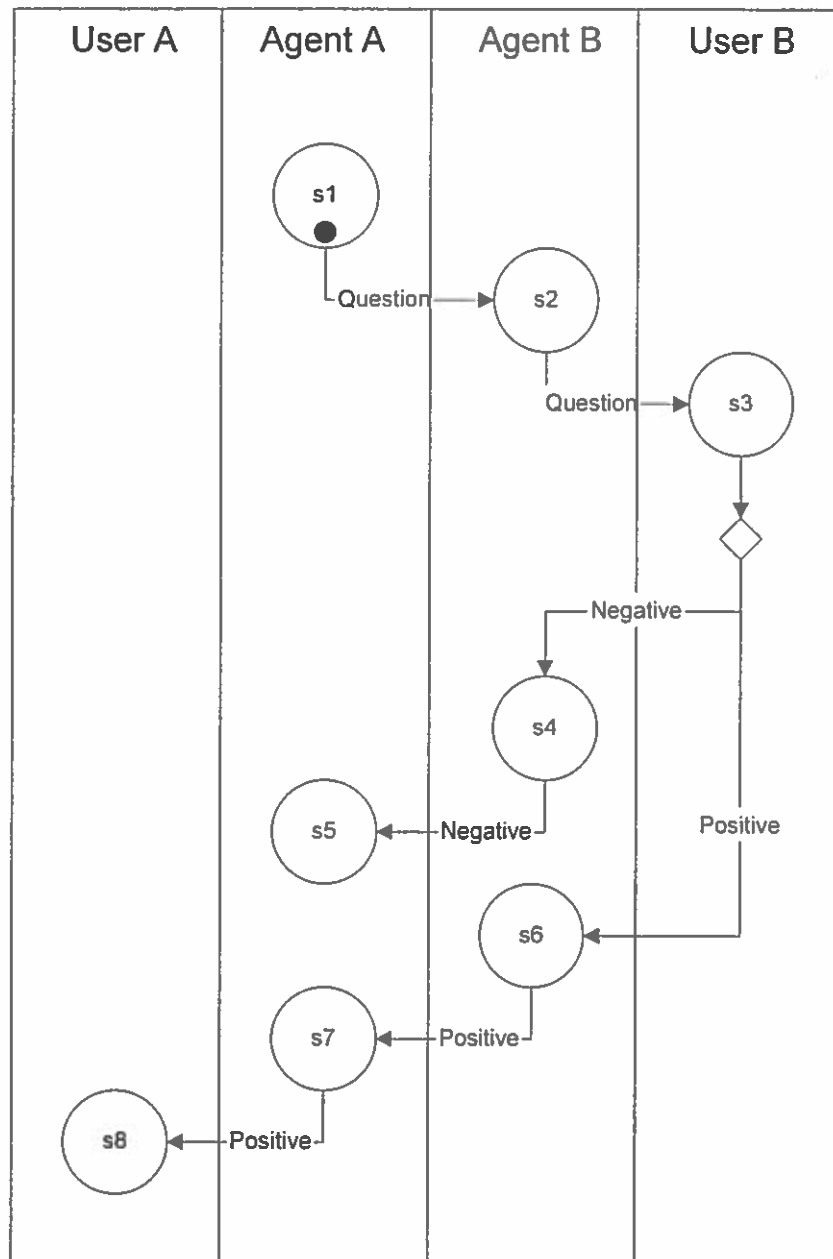 User A Agent A Agent B User B
s1
Question
s2
Question
s3
Negative
s4
Negative
s5
Positive
s6
Positive
s7
Positive
s8